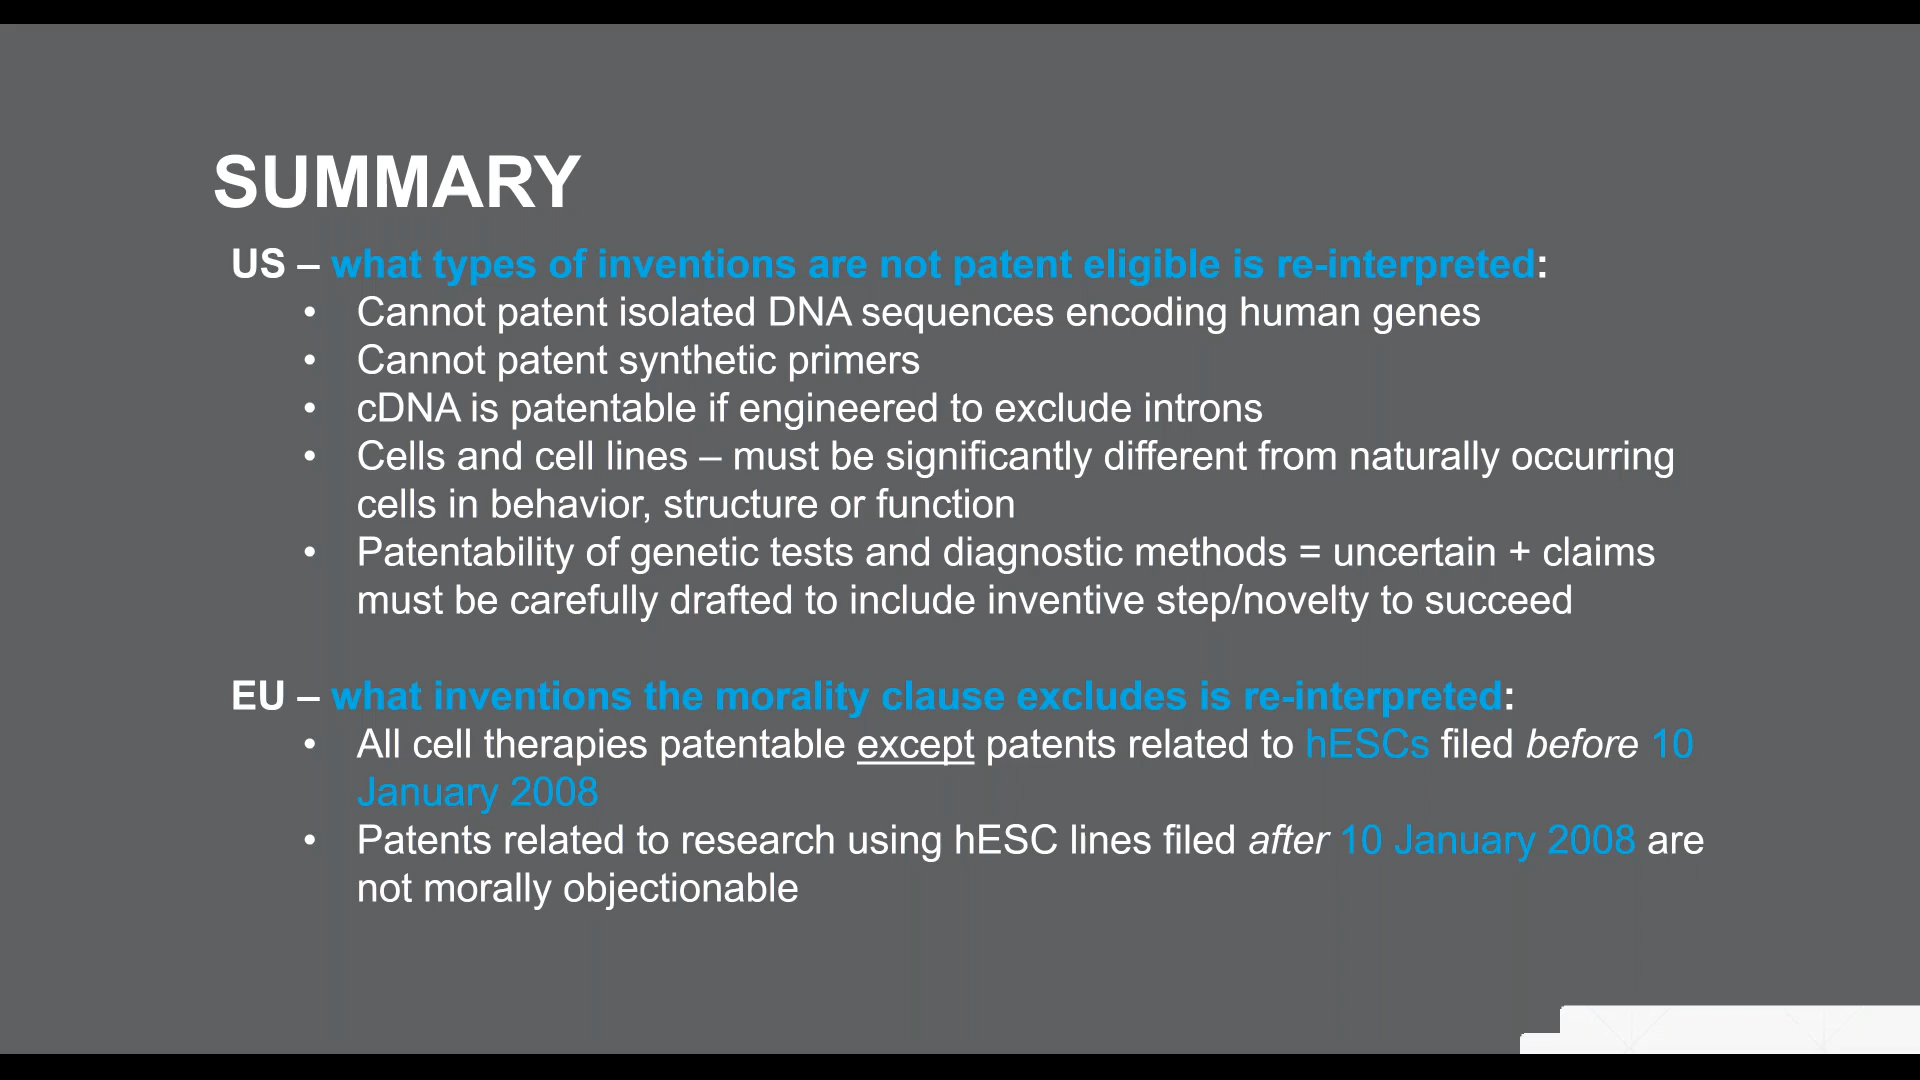 SUMMARY
US – what types of inventions are not patent eligible is re-interpreted:
• Cannot patent isolated DNA sequences encoding human genes
• Cannot patent synthetic primers
• cDNA is patentable if engineered to exclude introns
• Cells and cell lines – must be significantly different from naturally occurring
cells in behavior, structure or function
• Patentability of genetic tests and diagnostic methods = uncertain + claims
must be carefully drafted to include inventive step/novelty to succeed
EU – what inventions the morality clause excludes is re-interpreted:
• All cell therapies patentable except patents related to hESCs filed before 10
January 2008
• Patents related to research using hESC lines filed after 10 January 2008 are
not morally objectionable